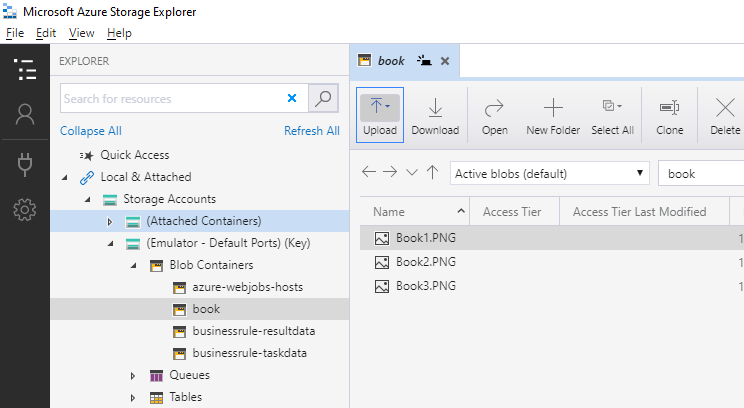 Microsoft Azure Storage Explorer
File Edit View Help
EXPLORER
Search for resources
Collapse All Refresh All
Quick Access
Local & Attached
Storage Accounts
(Attached Containers)
(Emulator - Default Ports) (Key)
Blob Containers
azure-webjobs-hosts
book
businessrule-resultdata
businessrule-taskdata
Queues
Tables
book
Upload Download Open New Folder Select All Clone Delete
Active blobs (default) book
Name Access Tier Access Tier Last Modified
Book1.PNG 1
Book2.PNG 1
Book3.PNG 1